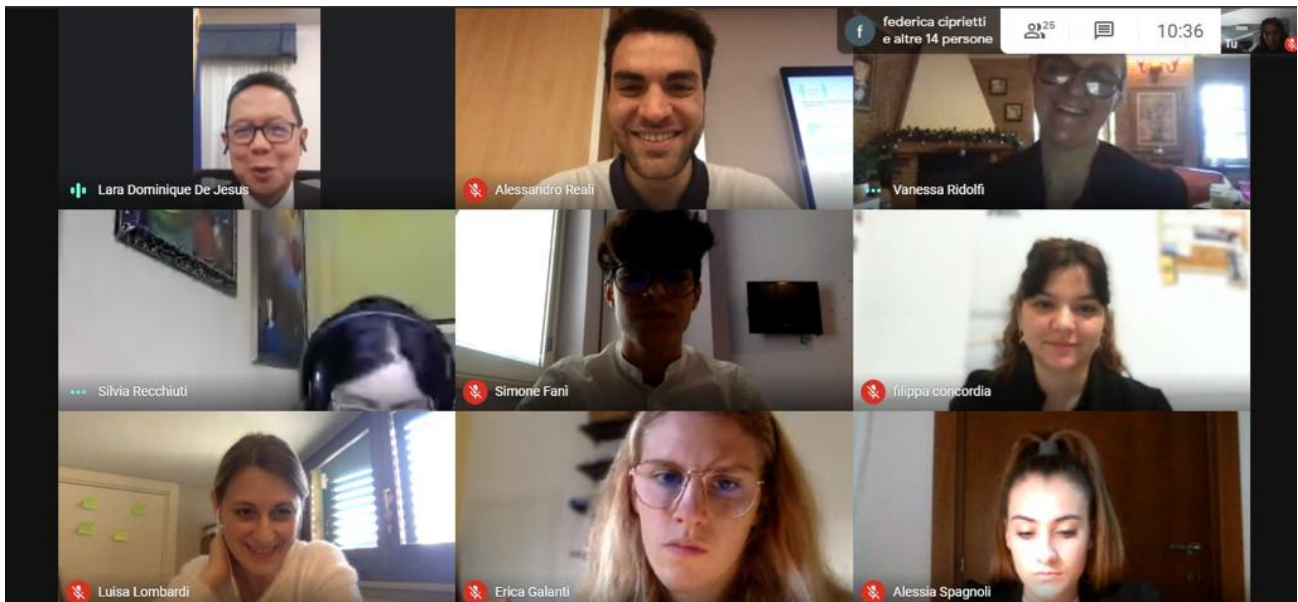 federica ciprietti
e altre 14 persone
f
25
10:36
Tu
Lara Dominique De Jesus
Alessandro Reali
Vanessa Ridolfi
Silvia Recchiuti
Simone Fanì
filippa concordia
Luisa Lombardi
Erica Galanti
Alessia Spagnoli